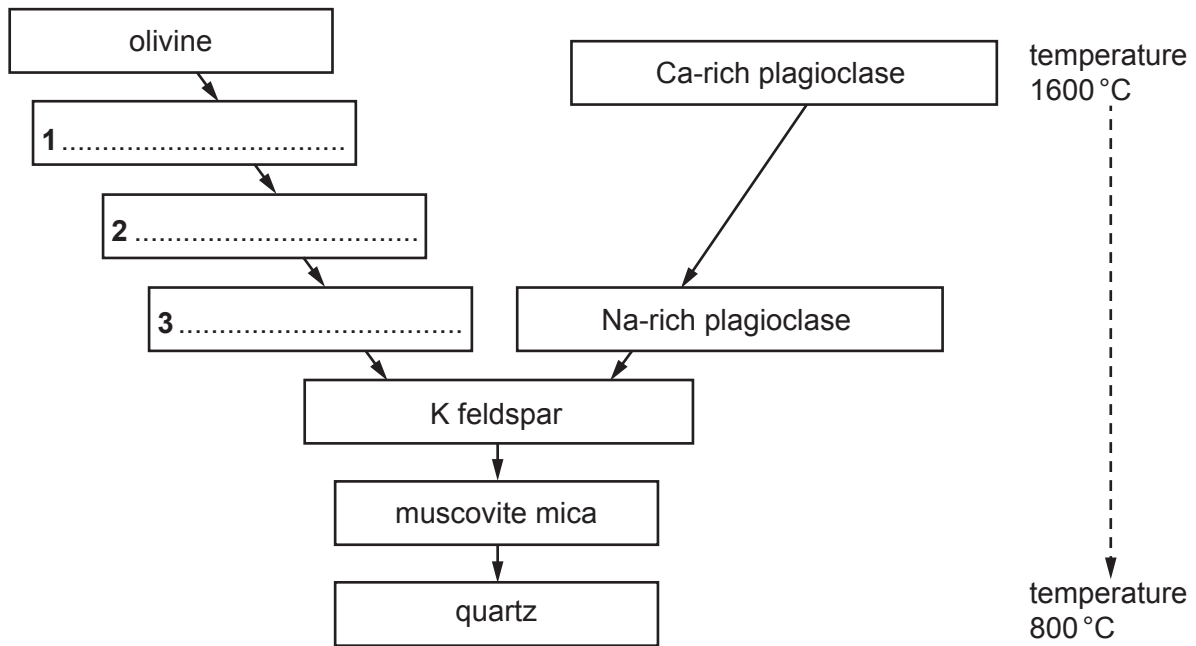 olivine
Ca-rich plagioclase
temperature
1600 °C
1 ...................................
2 ...................................
3 ...................................
Na-rich plagioclase
K feldspar
muscovite mica
quartz
temperature
800 °C